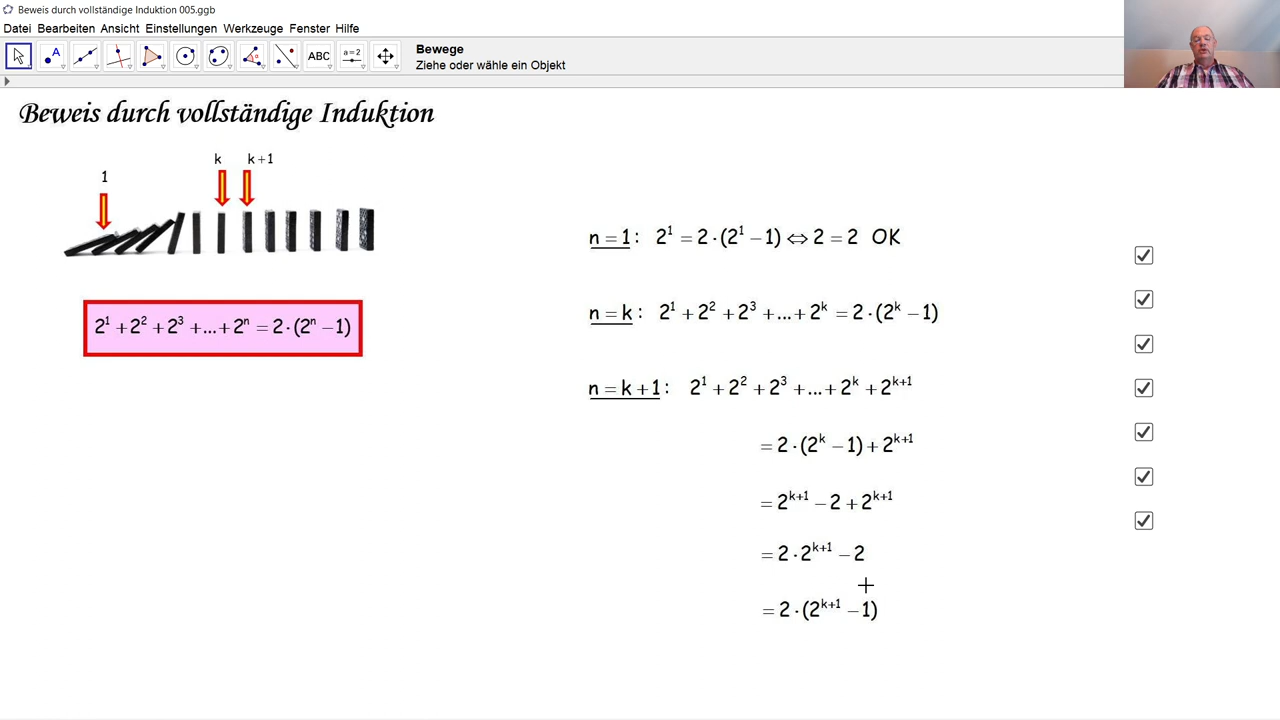 Beweis durch vollständige Induktion 005.ggb
Datei Bearbeiten Ansicht Einstellungen Werkzeuge Fenster Hilfe
A ABC a=2
Bewege
Ziehe oder wähle ein Objekt
Beweis durch vollständige Induktion
k k+1
1
n = 1: 2¹ = 2·(2¹ − 1) ⇔ 2 = 2 OK
n = k: 2¹ + 2² + 2³ + ... + 2ᵏ = 2·(2ᵏ − 1)
2¹ + 2² + 2³ + ... + 2ⁿ = 2·(2ⁿ − 1)
n = k + 1: 2¹ + 2² + 2³ + ... + 2ᵏ + 2ᵏ⁺¹
= 2·(2ᵏ − 1) + 2ᵏ⁺¹
= 2ᵏ⁺¹ − 2 + 2ᵏ⁺¹
= 2·2ᵏ⁺¹ − 2
= 2·(2ᵏ⁺¹ − 1)